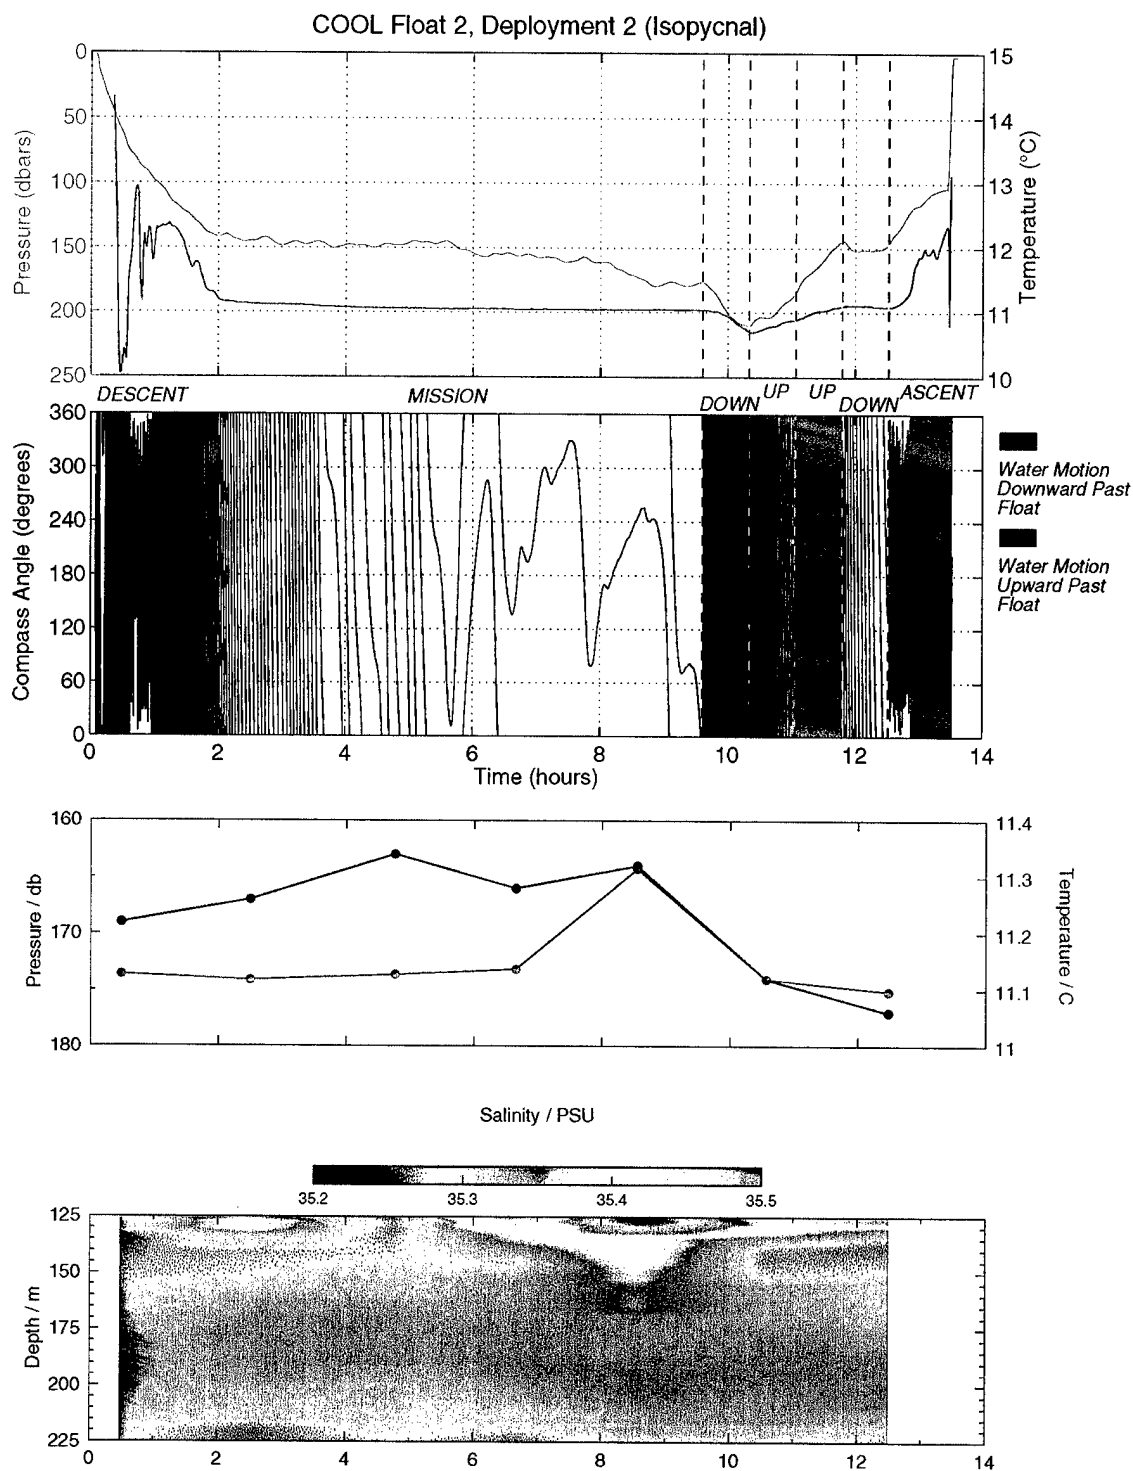 COOL Float 2, Deployment 2 (Isopycnal)
0
50
100
150
200
250
Pressure (dbars)
15
14
13
12
11
10
Temperature (°C)
DESCENT
MISSION
DOWN
UP
UP
DOWN
ASCENT
360
300
240
180
120
60
0
Compass Angle (degrees)
Water Motion
Downward Past
Float
Water Motion
Upward Past
Float
0 2 4 6 8 10 12 14
Time (hours)
160
170
180
Pressure / db
11.4
11.3
11.2
11.1
11
Temperature / C
Salinity / PSU
35.2 35.3 35.4 35.5
125
150
175
200
225
Depth / m
0 2 4 6 8 10 12 14